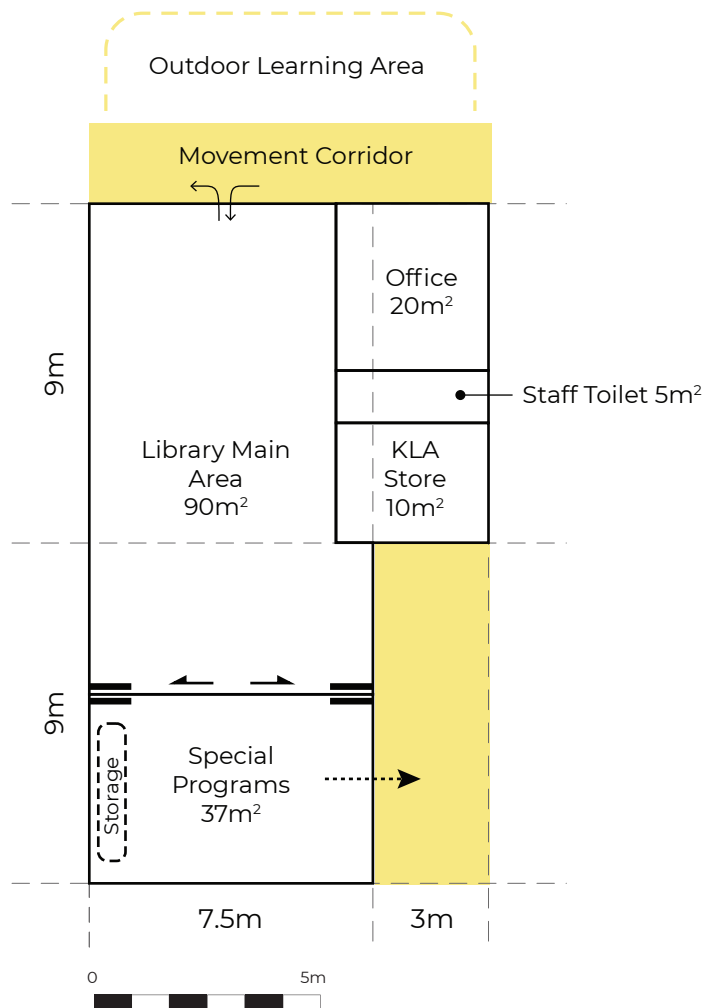 Outdoor Learning Area
Movement Corridor
Office
20m²
9m
Staff Toilet 5m²
Library Main
Area
90m²
KLA
Store
10m²
9m
Special
Programs
37m²
Storage
7.5m
3m
0
5m